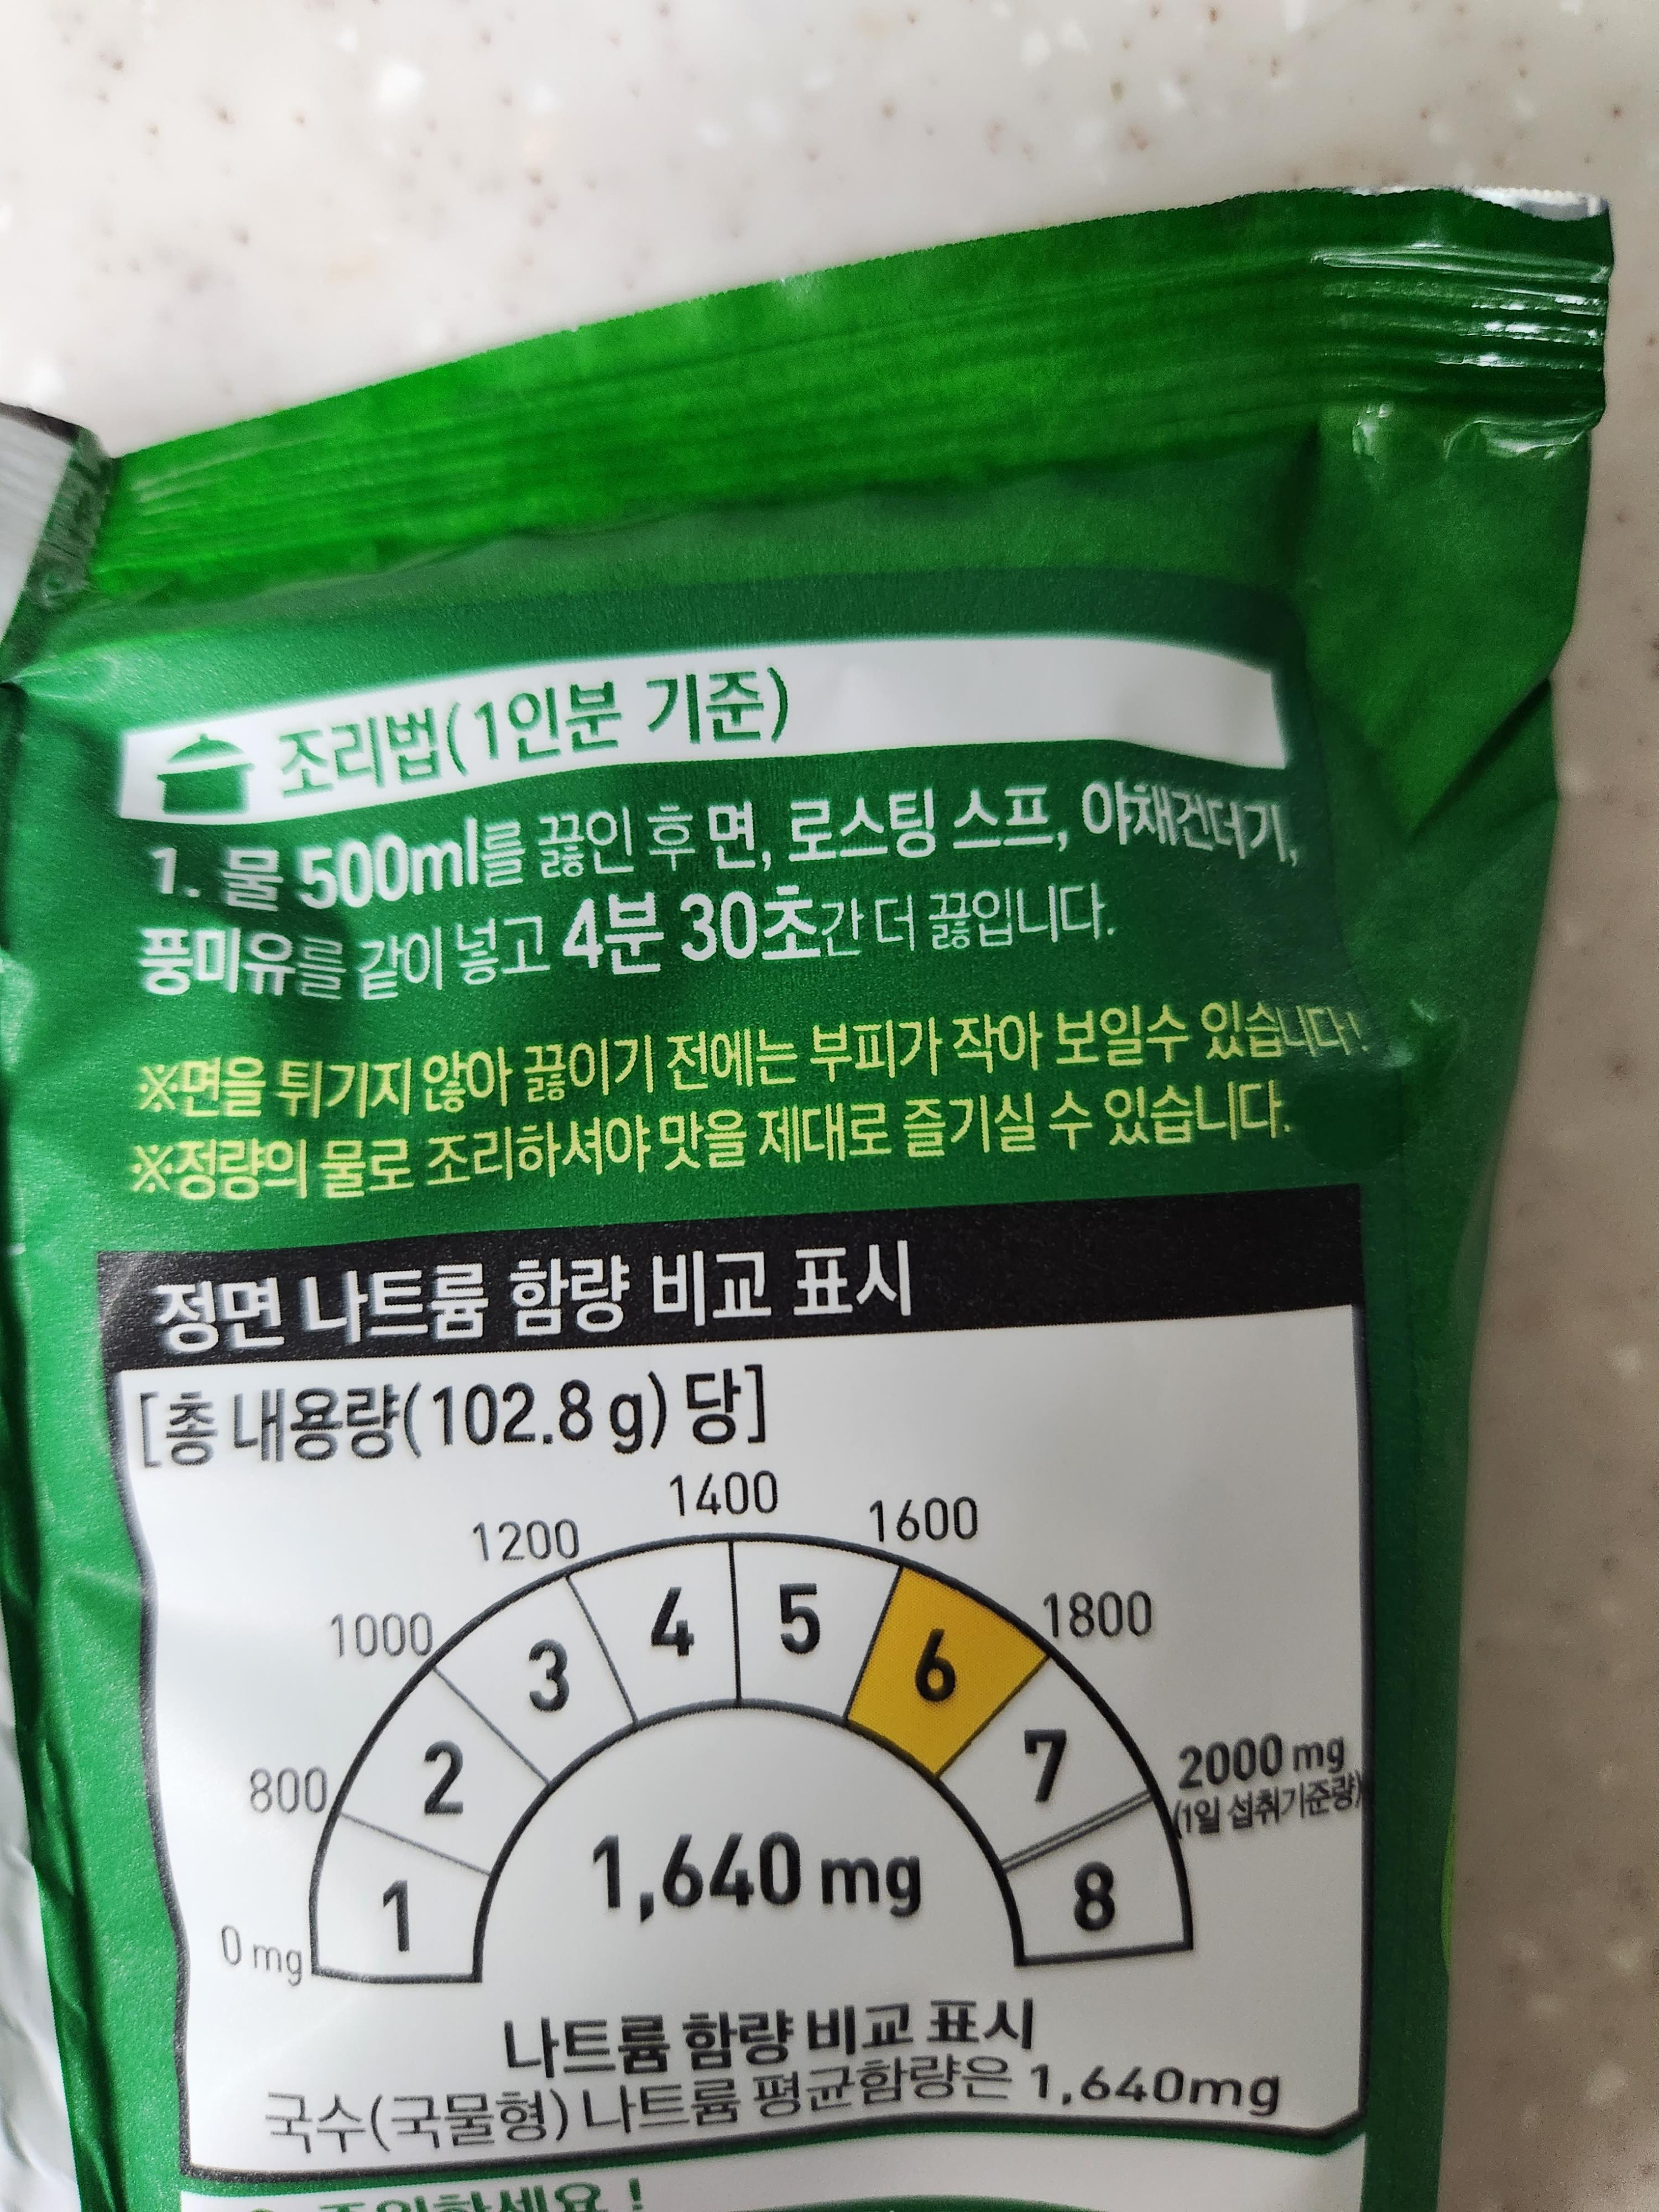 조리법(1인분 기준)
1. 물 500ml를 끓인 후 면, 로스팅 스프, 야채건더기,
풍미유를 같이 넣고 4분 30초간 더 끓입니다.
※면을 튀기지 않아 끓이기 전에는 부피가 작아 보일수 있습니다!
※정량의 물로 조리하셔야 맛을 제대로 즐기실 수 있습니다.
정면 나트륨 함량 비교 표시
[총 내용량(102.8 g) 당]
1400
1200
1600
1000
1800
800
2000 mg
(1일 섭취기준량)
0 mg
1
2
3
4
5
6
7
8
1,640 mg
나트륨 함량 비교 표시
국수(국물형) 나트륨 평균함량은 1,640mg